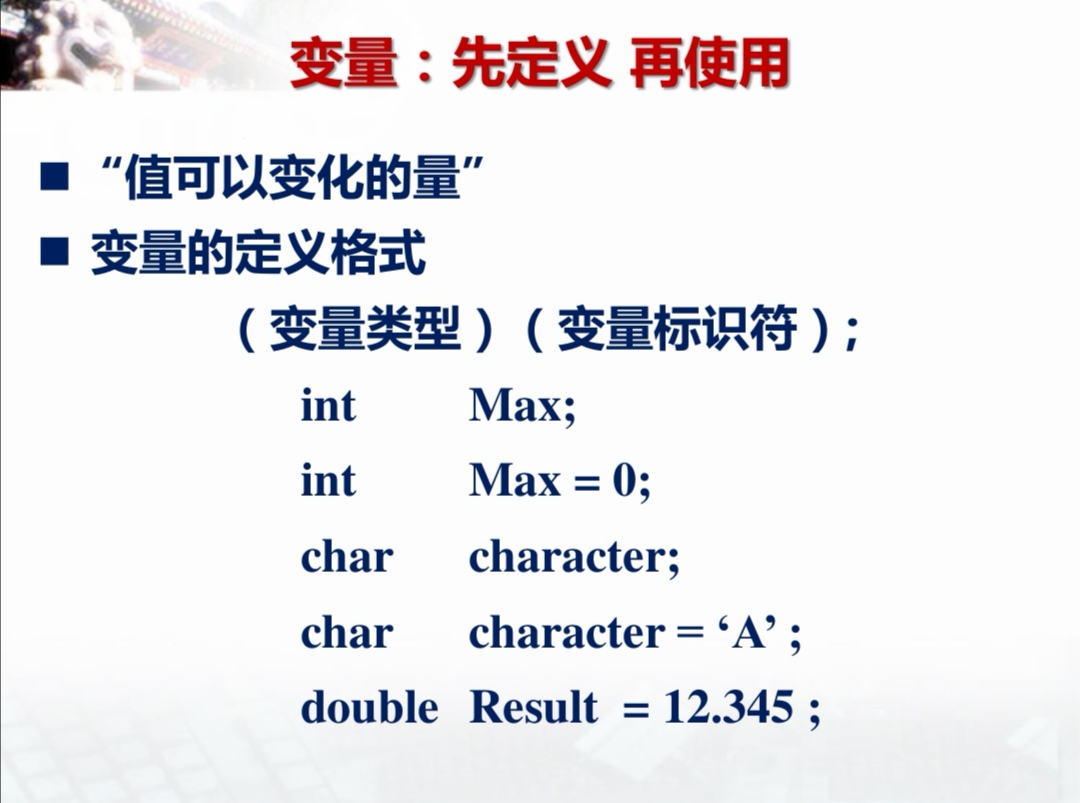 变量：先定义 再使用
■ “值可以变化的量”
■ 变量的定义格式
（变量类型）（变量标识符）;
int Max;
int Max = 0;
char character;
char character = ‘A’ ;
double Result = 12.345 ;